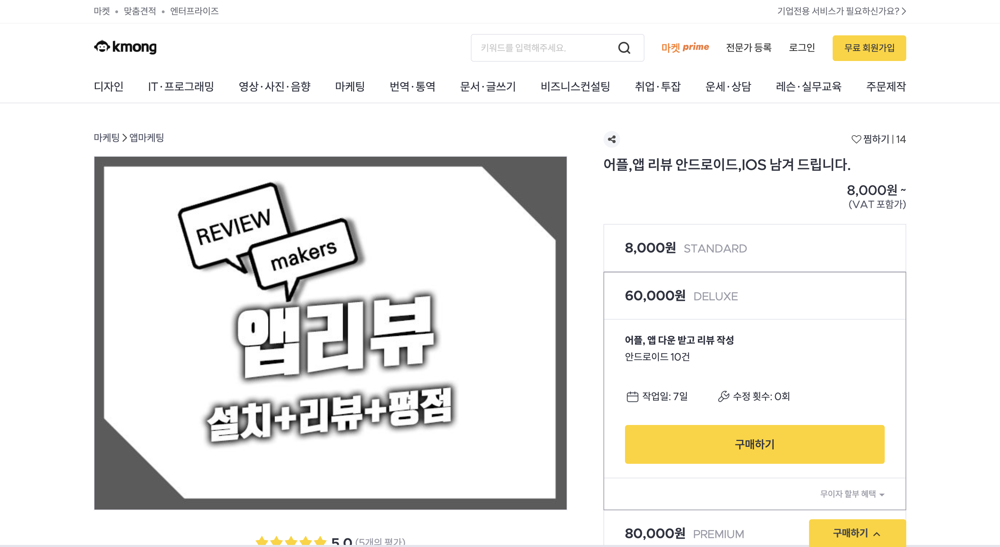 마켓 • 맞춤견적 • 엔터프라이즈
기업전용 서비스가 필요하신가요?
kmong
키워드를 입력해주세요.
마켓 prime
전문가 등록
로그인
무료 회원가입
디자인
IT·프로그래밍
영상·사진·음향
마케팅
번역·통역
문서·글쓰기
비즈니스컨설팅
취업·투잡
운세·상담
레슨·실무교육
주문제작
마케팅 > 앱마케팅
찜하기 | 14
REVIEW
makers
앱리뷰
설치+리뷰+평점
5.0 (5개의 평가)
어플,앱 리뷰 안드로이드,IOS 남겨 드립니다.
8,000원 ~
(VAT 포함가)
8,000원 STANDARD
60,000원 DELUXE
어플, 앱 다운 받고 리뷰 작성
안드로이드 10건
작업일: 7일
수정 횟수: 0회
구매하기
무이자 할부 혜택
80,000원 PREMIUM
구매하기